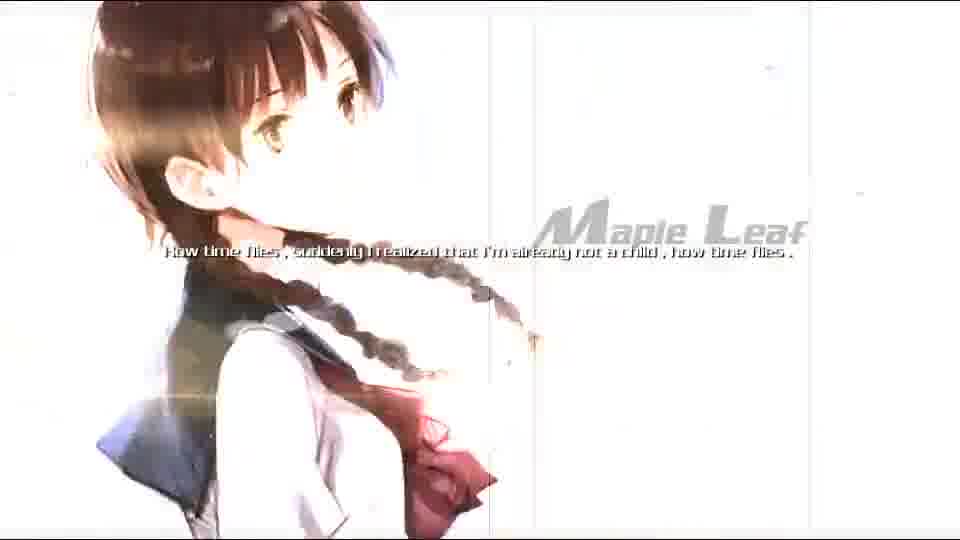 Maple Leaf
How time flies , suddenly I realized that I'm already not a child , how time flies .